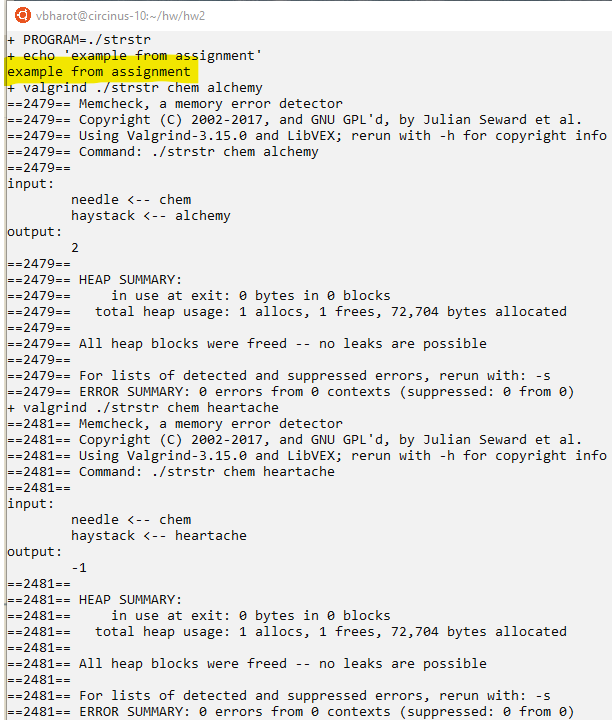 vbharot@circinus-10:~/hw/hw2
+ PROGRAM=./strstr
+ echo 'example from assignment'
example from assignment
+ valgrind ./strstr chem alchemy
==2479== Memcheck, a memory error detector
==2479== Copyright (C) 2002-2017, and GNU GPL'd, by Julian Seward et al.
==2479== Using Valgrind-3.15.0 and LibVEX; rerun with -h for copyright info
==2479== Command: ./strstr chem alchemy
==2479==
input:
        needle <-- chem
        haystack <-- alchemy
output:
        2
==2479==
==2479== HEAP SUMMARY:
==2479==     in use at exit: 0 bytes in 0 blocks
==2479==   total heap usage: 1 allocs, 1 frees, 72,704 bytes allocated
==2479==
==2479== All heap blocks were freed -- no leaks are possible
==2479==
==2479== For lists of detected and suppressed errors, rerun with: -s
==2479== ERROR SUMMARY: 0 errors from 0 contexts (suppressed: 0 from 0)
+ valgrind ./strstr chem heartache
==2481== Memcheck, a memory error detector
==2481== Copyright (C) 2002-2017, and GNU GPL'd, by Julian Seward et al.
==2481== Using Valgrind-3.15.0 and LibVEX; rerun with -h for copyright info
==2481== Command: ./strstr chem heartache
==2481==
input:
        needle <-- chem
        haystack <-- heartache
output:
        -1
==2481==
==2481== HEAP SUMMARY:
==2481==     in use at exit: 0 bytes in 0 blocks
==2481==   total heap usage: 1 allocs, 1 frees, 72,704 bytes allocated
==2481==
==2481== All heap blocks were freed -- no leaks are possible
==2481==
==2481== For lists of detected and suppressed errors, rerun with: -s
==2481== ERROR SUMMARY: 0 errors from 0 contexts (suppressed: 0 from 0)